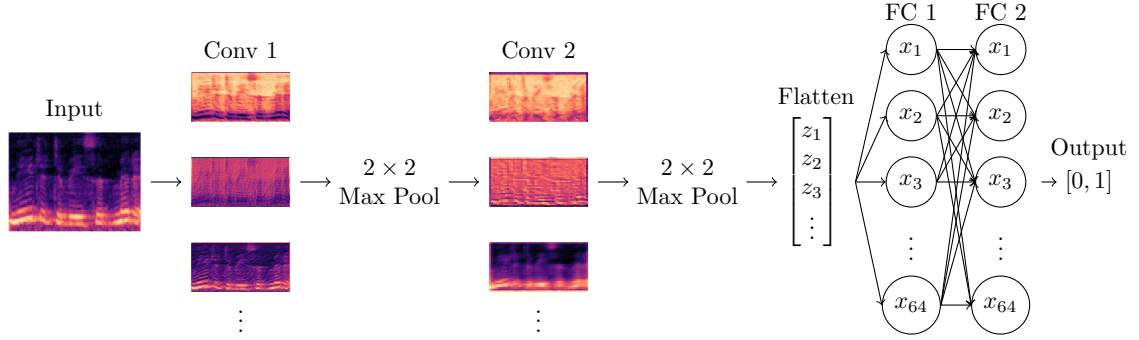 Input
Conv 1
⋮
2 × 2
Max Pool
Conv 2
⋮
2 × 2
Max Pool
Flatten
z₁
z₂
z₃
⋮
FC 1
x₁
x₂
x₃
⋮
x₆₄
FC 2
x₁
x₂
x₃
⋮
x₆₄
Output
[0, 1]